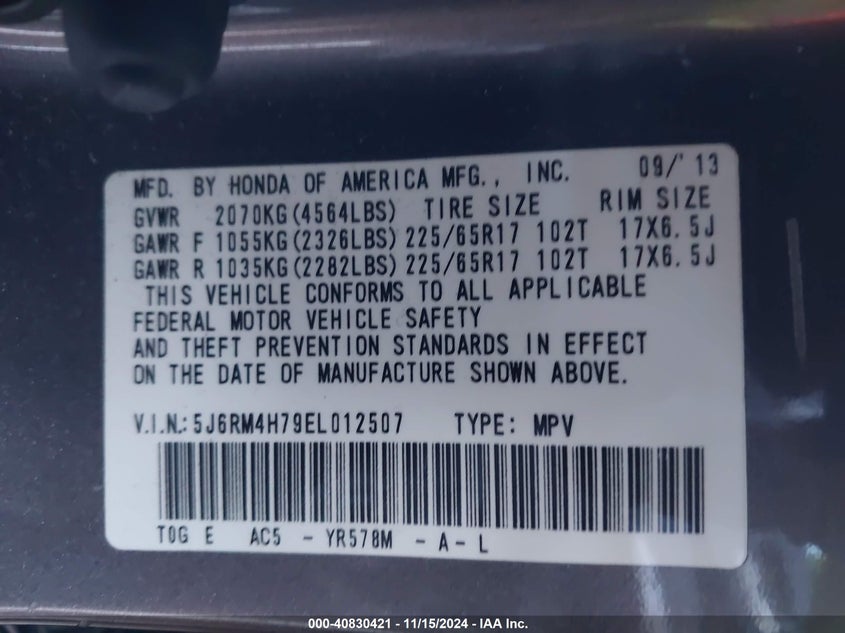 MFD. BY HONDA OF AMERICA MFG., INC. 09/'13
GVWR 2070KG(4564LBS) TIRE SIZE RIM SIZE
GAWR F 1055KG(2326LBS) 225/65R17 102T 17X6.5J
GAWR R 1035KG(2282LBS) 225/65R17 102T 17X6.5J
THIS VEHICLE CONFORMS TO ALL APPLICABLE
FEDERAL MOTOR VEHICLE SAFETY
AND THEFT PREVENTION STANDARDS IN EFFECT
ON THE DATE OF MANUFACTURE SHOWN ABOVE.
V.I.N.: 5J6RM4H79EL012507 TYPE: MPV
T0G E AC5 - YR578M - A - L
000-40830421 - 11/15/2024 - IAA Inc.